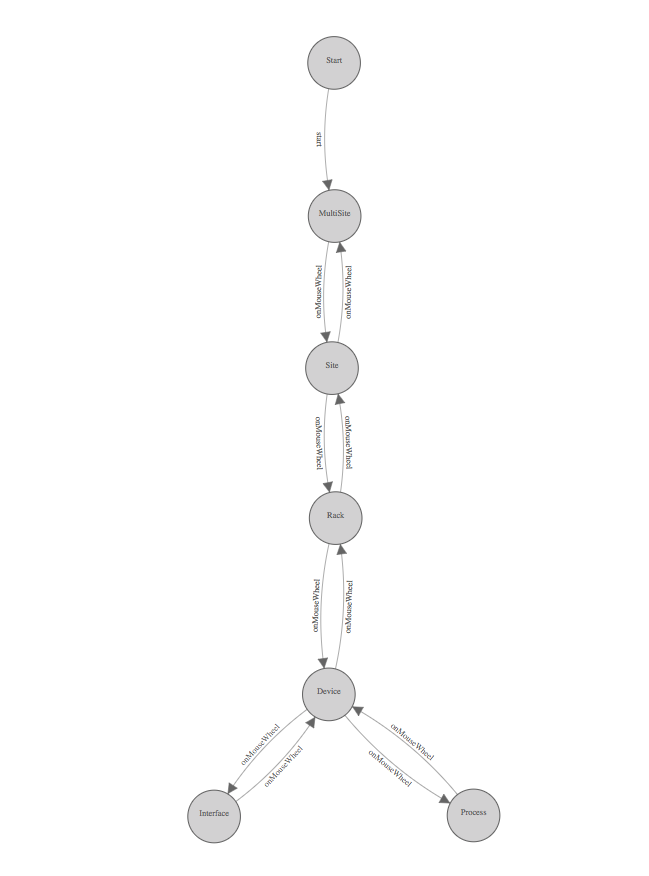 Start
start
MultiSite
onMouseWheel
onMouseWheel
Site
onMouseWheel
onMouseWheel
Rack
onMouseWheel
onMouseWheel
Device
onMouseWheel
onMouseWheel
onMouseWheel
onMouseWheel
Interface
Process